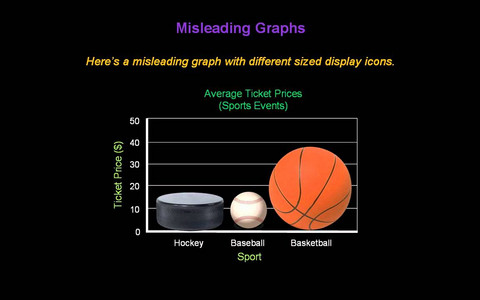 Misleading Graphs
Here's a misleading graph with different sized display icons.
Average Ticket Prices
(Sports Events)
Ticket Price ($)
50
40
30
20
10
0
Hockey Baseball Basketball
Sport